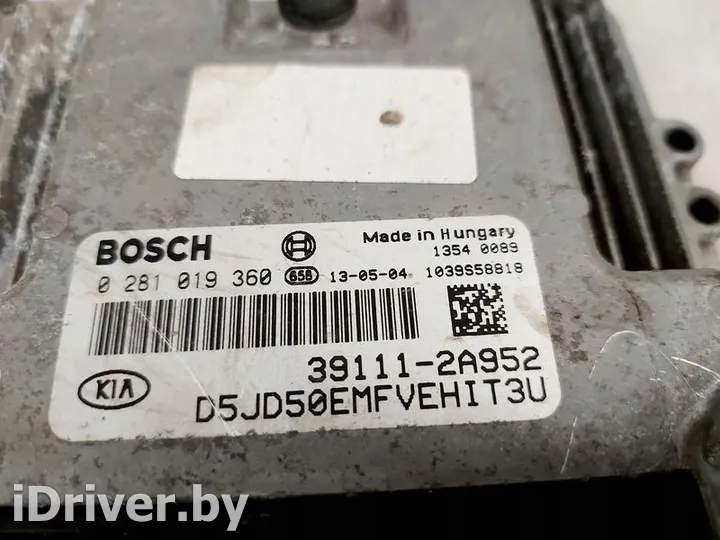 BOSCH
Made in Hungary
1354 0089
0 281 019 360 65B 13-05-04 1039S58818
39111-2A952
KIA
D5JD50EMFVEHIT3U
iDriver.by